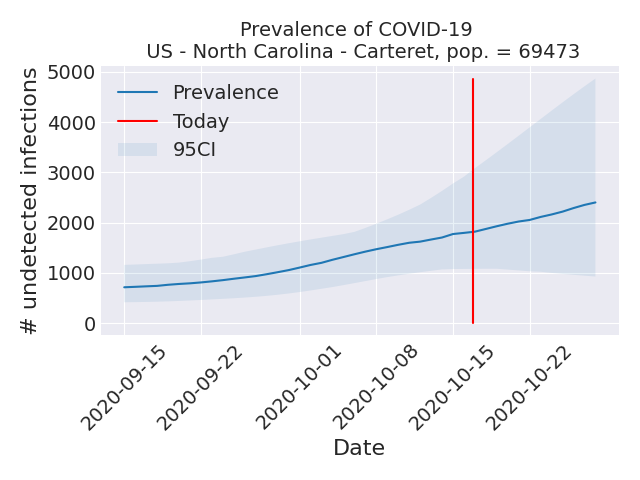 Prevalence of COVID-19
US - North Carolina - Carteret, pop. = 69473
# undetected infections
5000
4000
3000
2000
1000
0
Prevalence
Today
95CI
2020-09-15
2020-09-22
2020-10-01
2020-10-08
2020-10-15
2020-10-22
Date